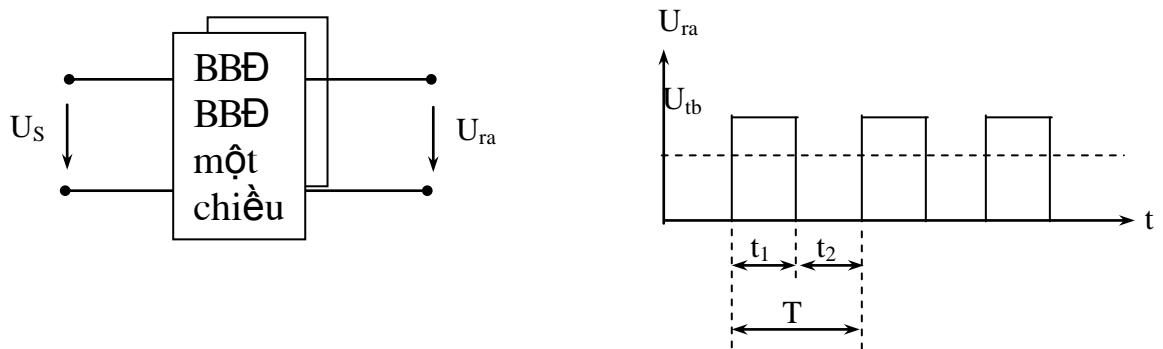 BBĐ
BBĐ
một
chiều
U_S
U_ra
U_ra
U_tb
t
t_1
t_2
T